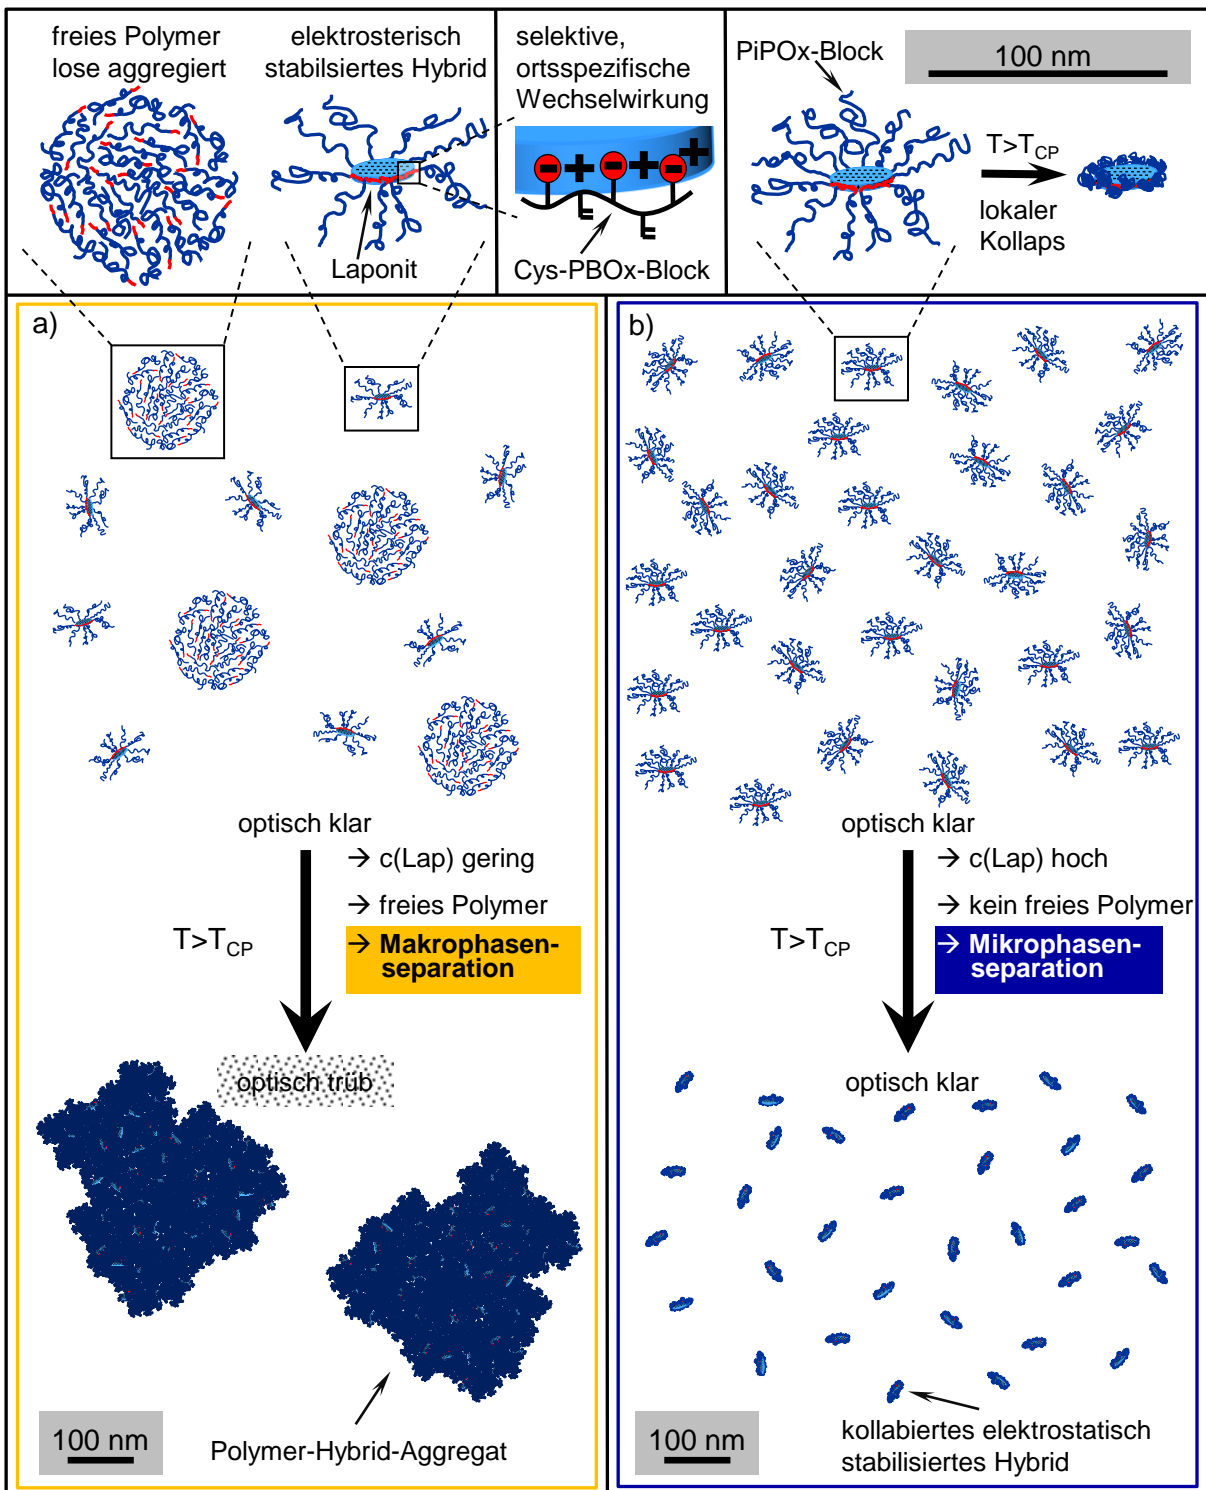 freies Polymer
lose aggregiert
elektrosterisch
stabilsiertes Hybrid
Laponit
selektive,
ortsspezifische
Wechselwirkung
Cys-PBOx-Block
PiPOx-Block
100 nm
T>TCP
lokaler
Kollaps
a)
optisch klar
T>TCP
→ c(Lap) gering
→ freies Polymer
→ Makrophasen-
separation
optisch trüb
Polymer-Hybrid-Aggregat
100 nm
b)
optisch klar
T>TCP
→ c(Lap) hoch
→ kein freies Polymer
→ Mikrophasen-
separation
optisch klar
kollabiertes elektrostatisch
stabilisiertes Hybrid
100 nm